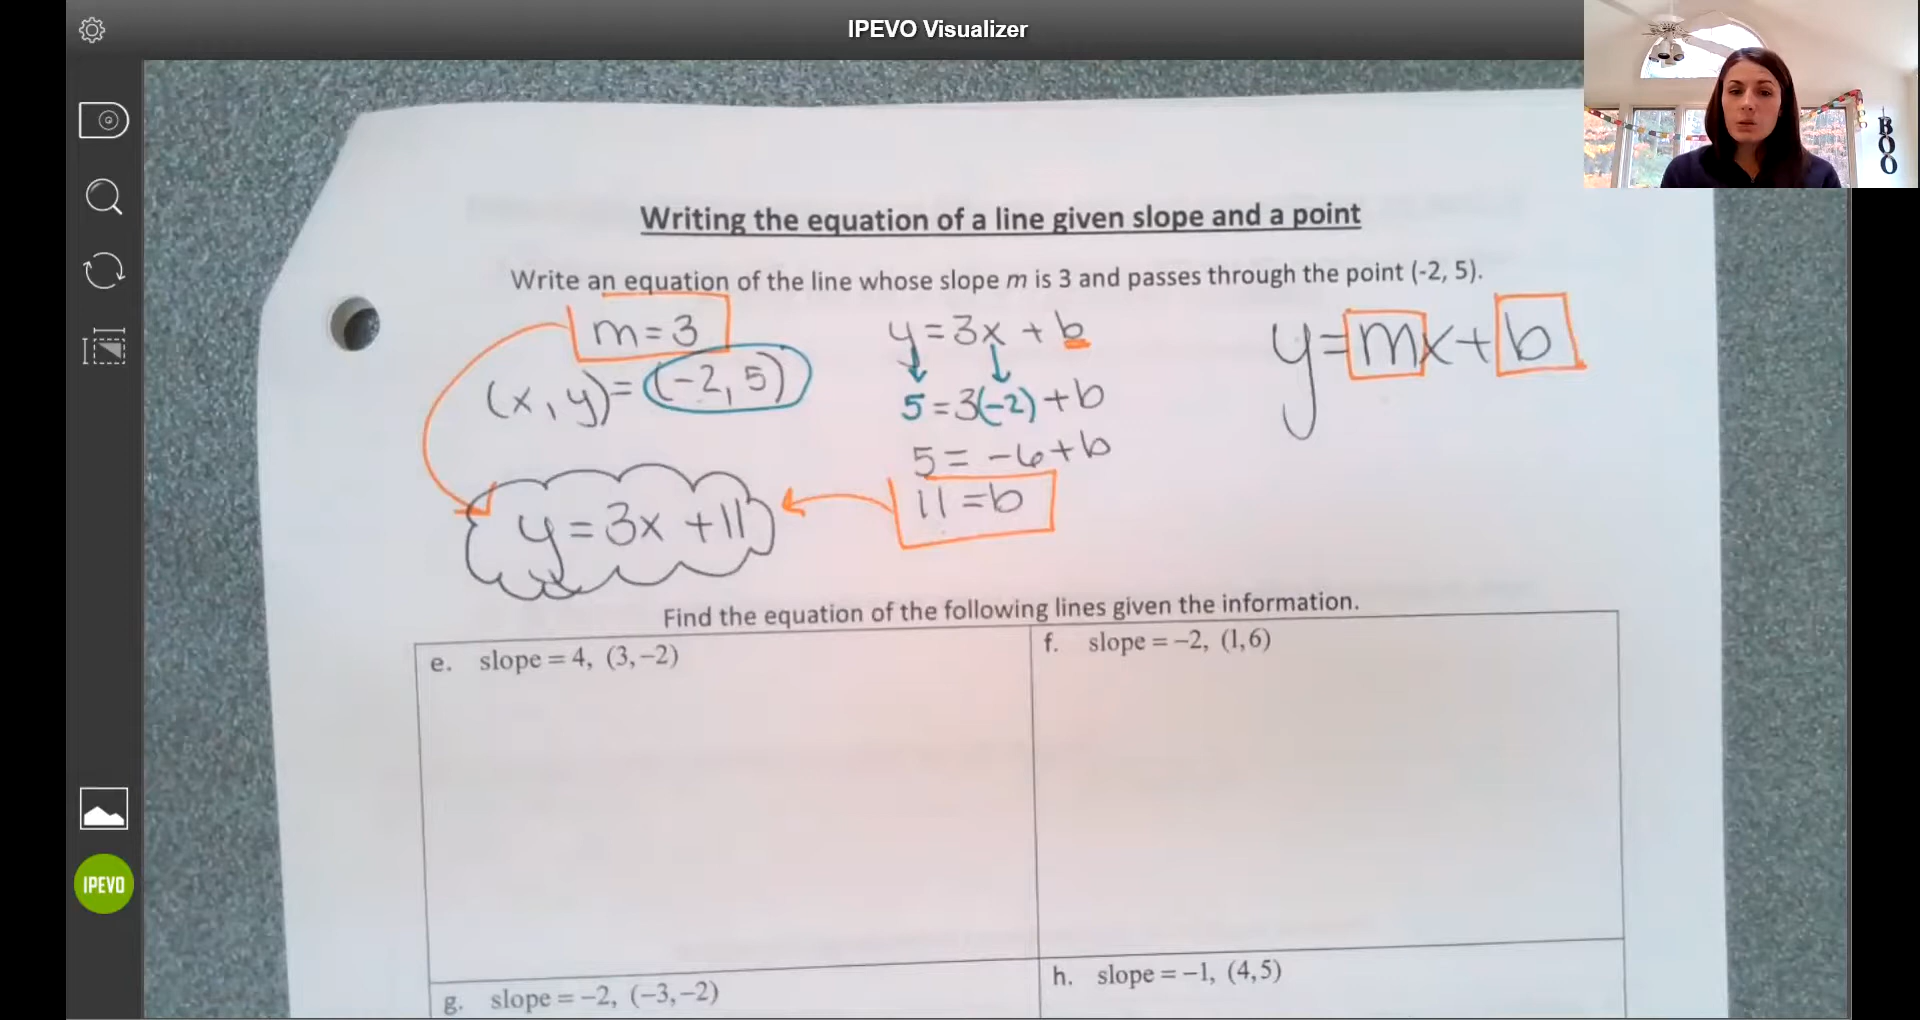 IPEVO Visualizer
BOO
Writing the equation of a line given slope and a point
Write an equation of the line whose slope m is 3 and passes through the point (-2, 5).
m=3
(x, y)= (-2, 5)
y=3x + b
5=3(-2)+b
5= -6+b
11=b
y=3x +11
y=mx+b
Find the equation of the following lines given the information.
e. slope = 4, (3,−2)
f. slope = −2, (1,6)
g. slope = −2, (−3,−2)
h. slope = −1, (4,5)
IPEVO